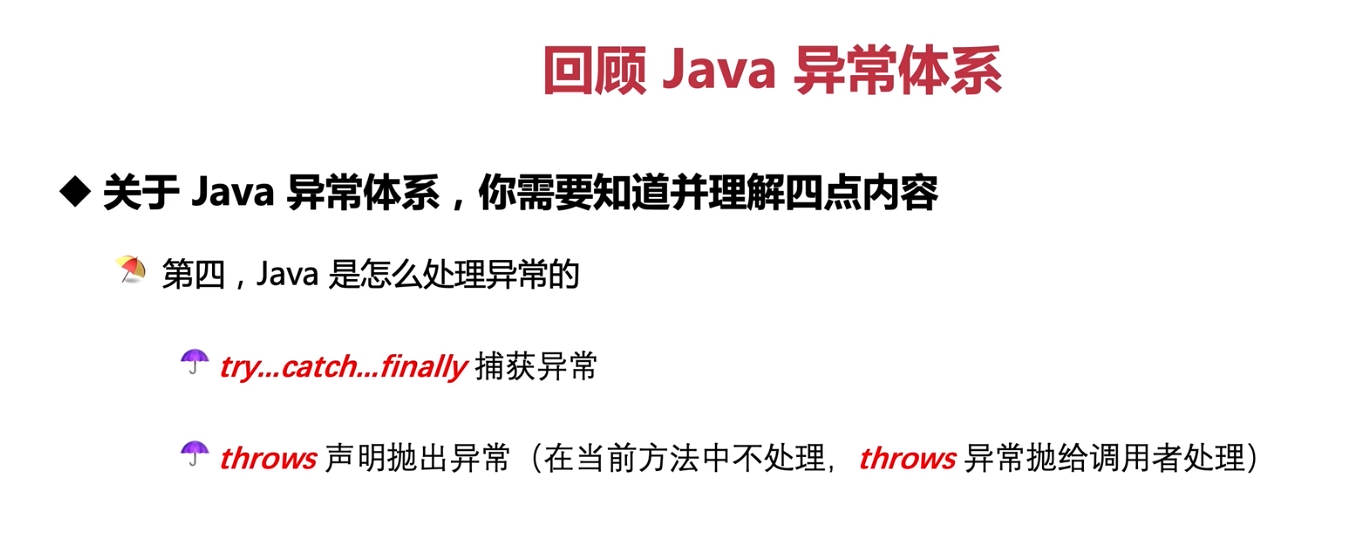 回顾 Java 异常体系
关于 Java 异常体系，你需要知道并理解四点内容
第四，Java 是怎么处理异常的
try...catch...finally 捕获异常
throws 声明抛出异常（在当前方法中不处理，throws 异常抛给调用者处理）